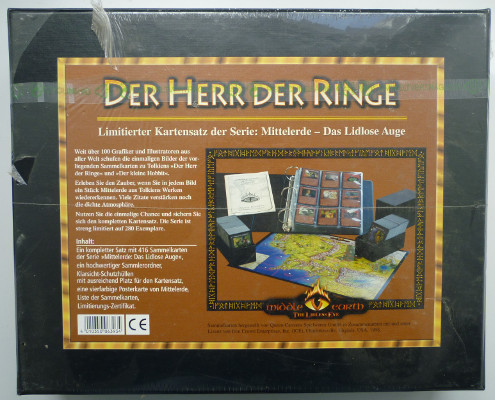 DER HERR DER RINGE
Limitierter Kartensatz der Serie: Mittelerde – Das Lidlose Auge
Weit über 100 Grafiker und Illustratoren aus
aller Welt schufen die einmaligen Bilder der vor-
liegenden Sammelkarten zu Tolkiens »Der Herr
der Ringe« und »Der kleine Hobbit«.
Erleben Sie den Zauber, wenn Sie in jedem Bild
ein Stück Mittelerde aus Tolkiens Werken
wiedererkennen. Viele Zitate verstärken noch
die dichte Atmosphäre.
Nutzen Sie die einmalige Chance und sichern Sie
sich den kompletten Kartensatz. Die Serie ist
streng limitiert auf 280 Exemplare.
Inhalt:
Ein kompletter Satz mit 416 Sammelkarten
der Serie »Mittelerde: Das Lidlose Auge«,
ein hochwertiger Sammelordner,
Klarsicht-Schutzhüllen
mit ausreichend Platz für den Kartensatz,
eine vierfarbige Posterkarte von Mittelerde,
Liste der Sammelkarten,
Limitierungs-Zertifikat.
CE
MIDDLE EARTH
THE LIDLESS EYE